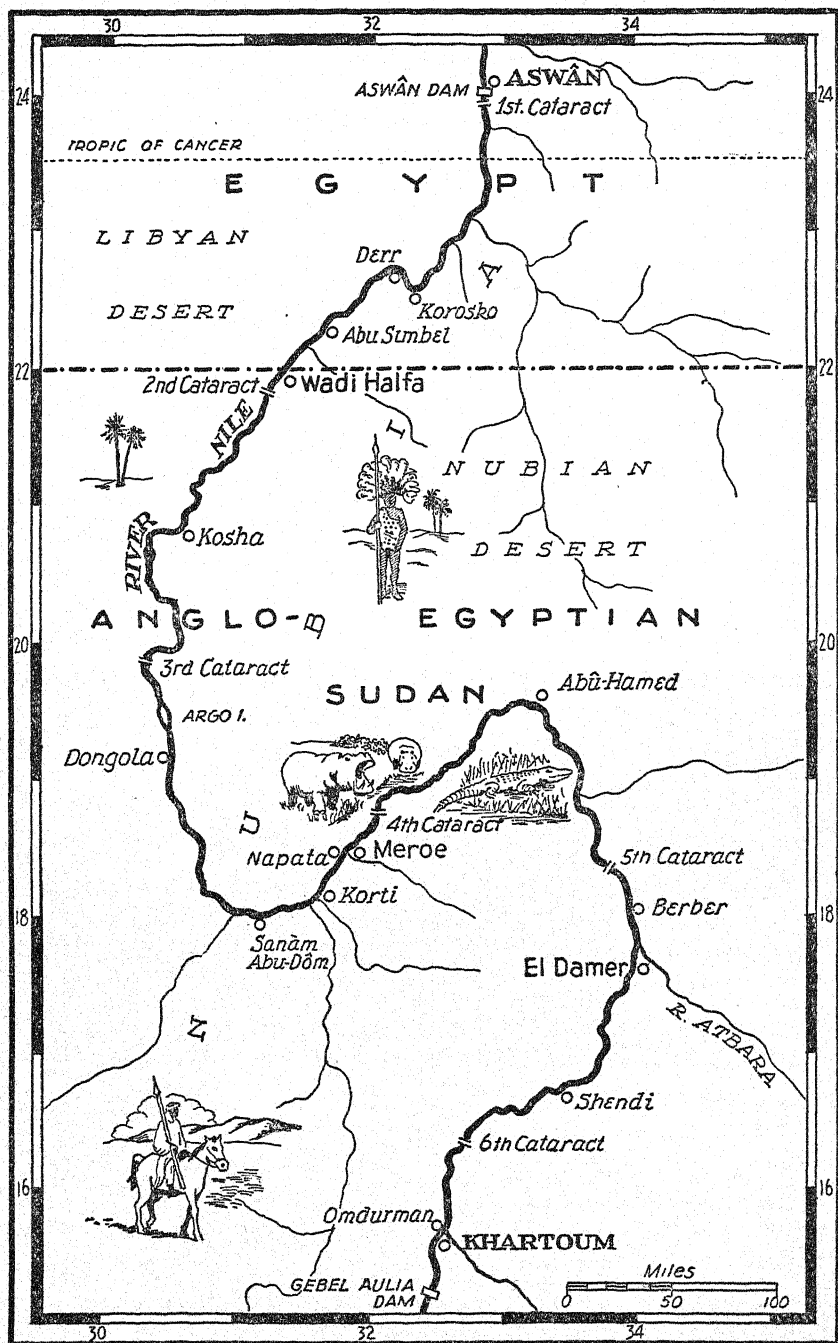 30 32 34
24 24
ASWÂN
ASWÂN DAM
1st. Cataract
TROPIC OF CANCER
EGYPT
LIBYAN
DESERT
A
Derr
Korosko
Abu Simbel
22 22
2nd Cataract
Wadi Halfa
RIVER NILE
I
NUBIAN
DESERT
Kosha
ANGLO-EGYPTIAN
B
20 20
3rd Cataract
SUDAN
Abû-Hamed
ARGO I.
Dongola
U
4th Cataract
Napata
Meroe
5th Cataract
Korti
Berber
18 18
Sanàm
Abu-Dôm
El Damer
N
R. ATBARA
Shendi
6th Cataract
16 16
Omdurman
KHARTOUM
GEBEL AULIA
DAM
Miles
0 50 100
30 32 34